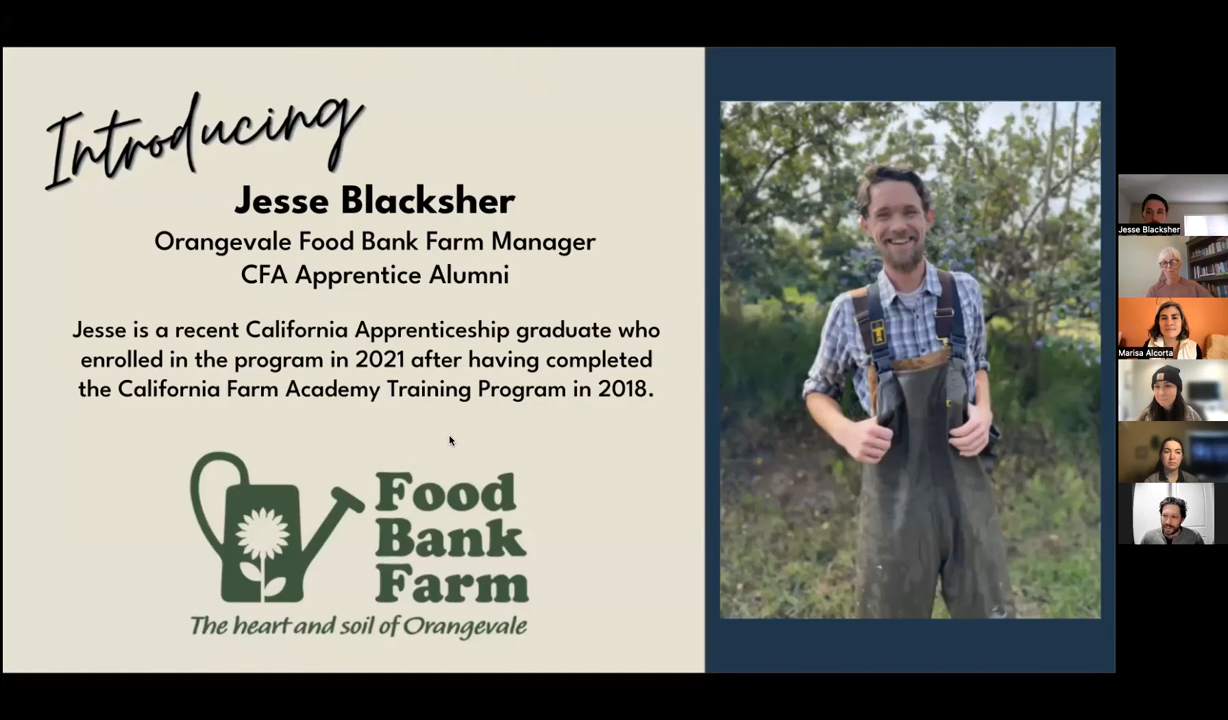 Introducing
Jesse Blacksher
Orangevale Food Bank Farm Manager
CFA Apprentice Alumni
Jesse is a recent California Apprenticeship graduate who
enrolled in the program in 2021 after having completed
the California Farm Academy Training Program in 2018.
Food
Bank
Farm
The heart and soil of Orangevale
Jesse Blacksher
Marisa Alcorta